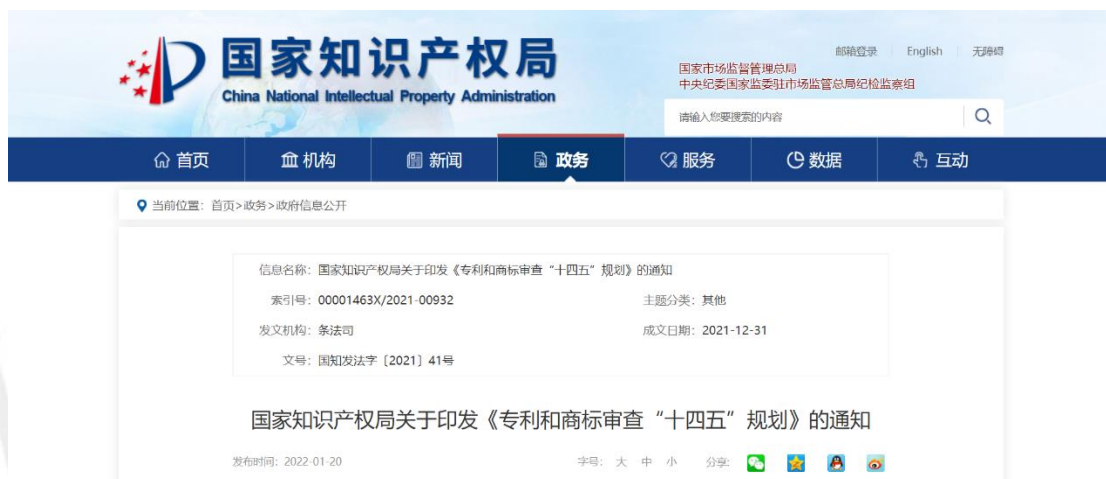 国家知识产权局
China National Intellectual Property Administration
邮箱登录 English 无障碍
国家市场监督管理总局
中央纪委国家监委驻市场监管总局纪检监察组
请输入您要搜索的内容
首页 机构 新闻 政务 服务 数据 互动
当前位置：首页>政务>政府信息公开
信息名称：国家知识产权局关于印发《专利和商标审查“十四五”规划》的通知
索引号：00001463X/2021-00932 主题分类：其他
发文机构：条法司 成文日期：2021-12-31
文号：国知发法字〔2021〕41号
国家知识产权局关于印发《专利和商标审查“十四五”规划》的通知
发布时间：2022-01-20 字号：大 中 小 分享: